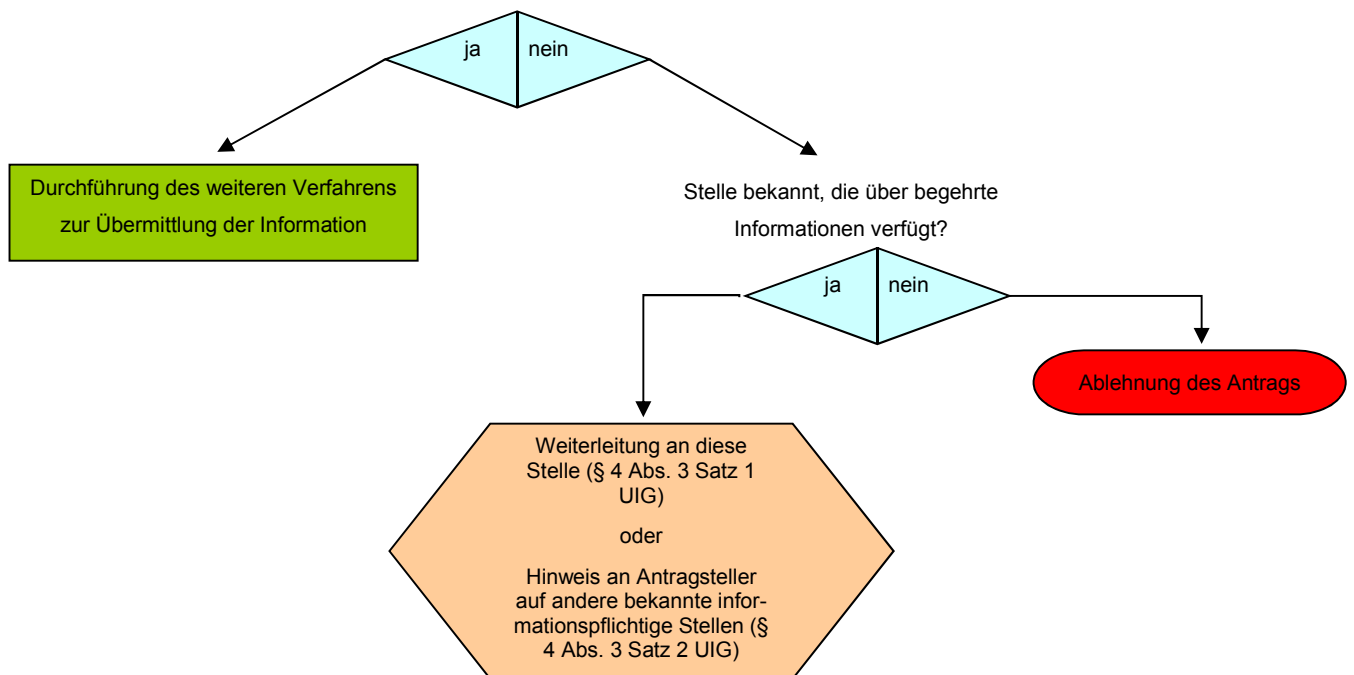 ja
nein
Durchführung des weiteren Verfahrens
zur Übermittlung der Information
Stelle bekannt, die über begehrte
Informationen verfügt?
ja
nein
Ablehnung des Antrags
Weiterleitung an diese
Stelle (§ 4 Abs. 3 Satz 1
UIG)
oder
Hinweis an Antragsteller
auf andere bekannte infor-
mationspflichtige Stellen (§
4 Abs. 3 Satz 2 UIG)